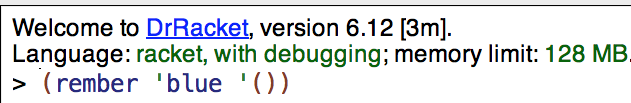 Welcome to DrRacket, version 6.12 [3m].
Language: racket, with debugging; memory limit: 128 MB.
> (rember 'blue '())